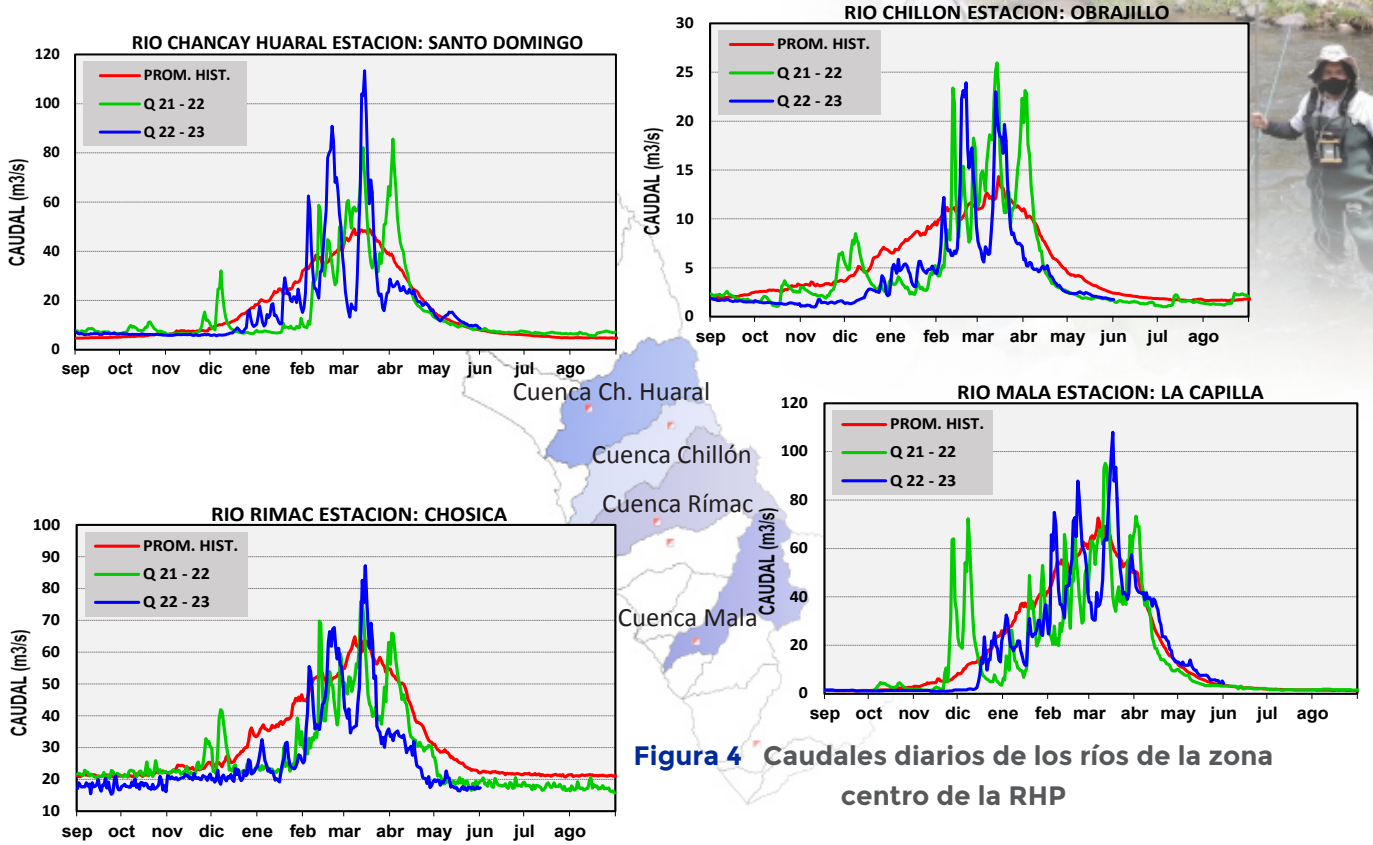 RIO CHANCAY HUARAL ESTACION: SANTO DOMINGO
CAUDAL (m3/s)
120
100
80
60
40
20
0
PROM. HIST.
Q 21 - 22
Q 22 - 23
sep oct nov dic ene feb mar abr may jun jul ago
RIO CHILLON ESTACION: OBRAJILLO
CAUDAL (m3/s)
30
25
20
15
10
5
0
PROM. HIST.
Q 21 - 22
Q 22 - 23
sep oct nov dic ene feb mar abr may jun jul ago
Cuenca Ch. Huaral
Cuenca Chillón
Cuenca Rímac
Cuenca Mala
RIO RIMAC ESTACION: CHOSICA
CAUDAL (m3/s)
100
90
80
70
60
50
40
30
20
10
PROM. HIST.
Q 21 - 22
Q 22 - 23
sep oct nov dic ene feb mar abr may jun jul ago
RIO MALA ESTACION: LA CAPILLA
CAUDAL (m3/s)
120
100
80
60
40
20
0
PROM. HIST.
Q 21 - 22
Q 22 - 23
sep oct nov dic ene feb mar abr may jun jul ago
Figura 4 Caudales diarios de los ríos de la zona
centro de la RHP